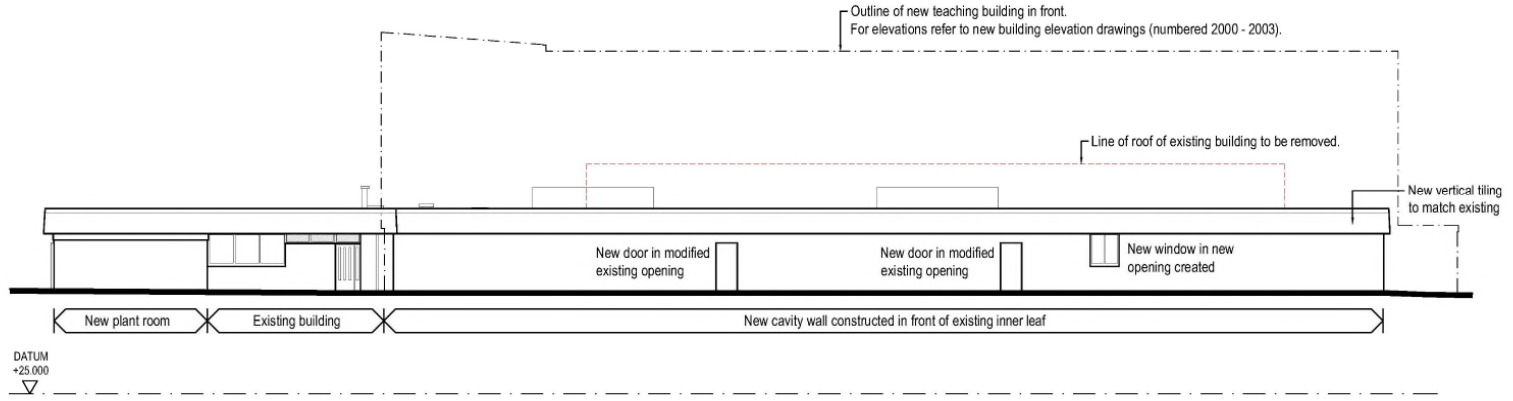 Outline of new teaching building in front.
For elevations refer to new building elevation drawings (numbered 2000 - 2003).
Line of roof of existing building to be removed.
New vertical tiling
to match existing
New door in modified
existing opening
New door in modified
existing opening
New window in new
opening created
New plant room
Existing building
New cavity wall constructed in front of existing inner leaf
DATUM
+25.000